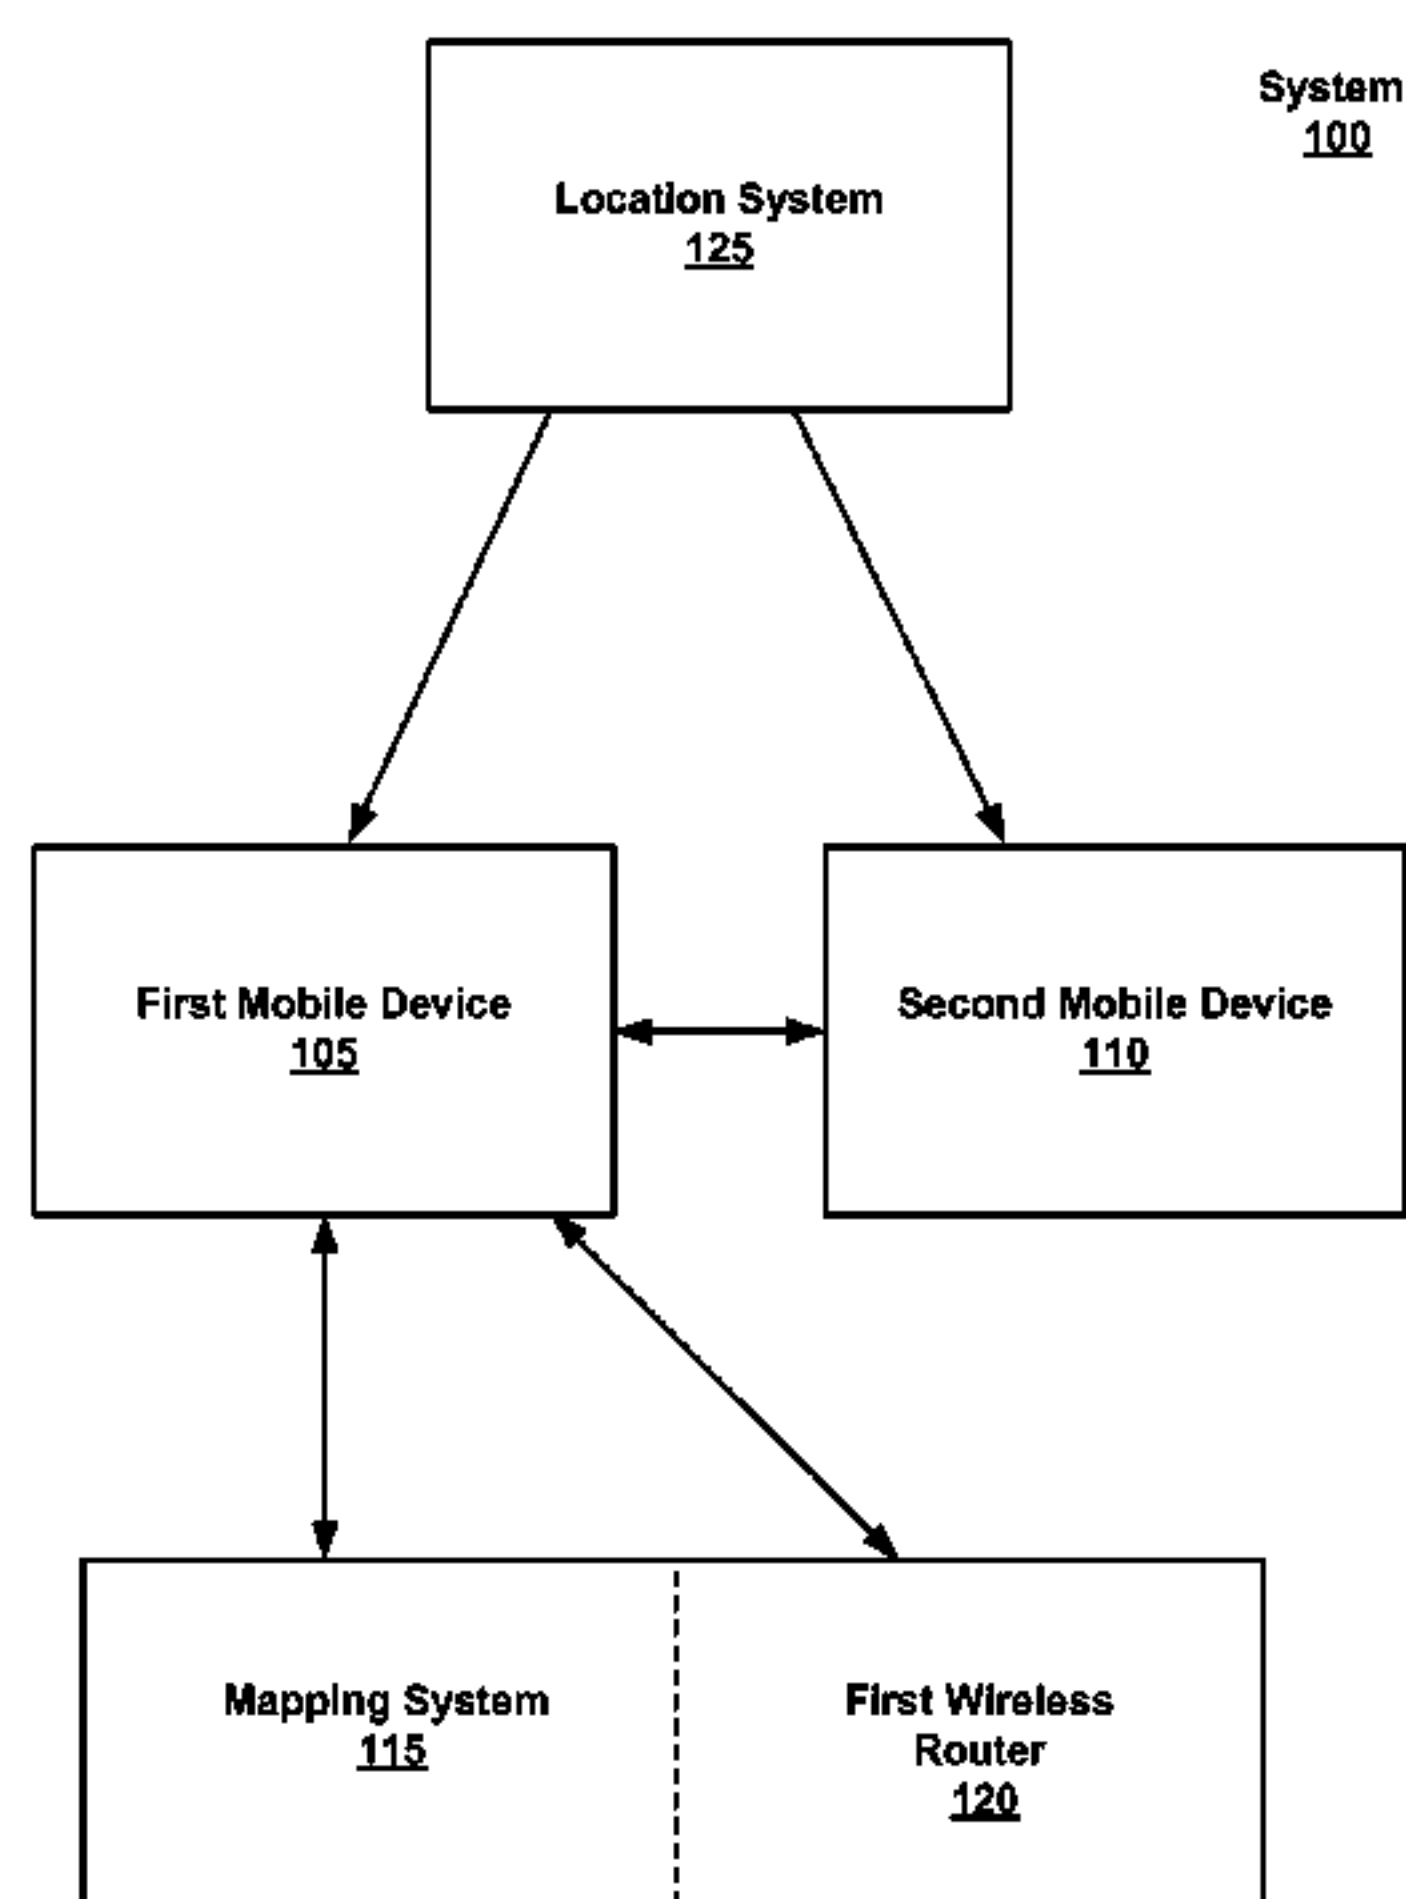 System
100
Location System
125
First Mobile Device
105
Second Mobile Device
110
Mapping System
115
First Wireless
Router
120